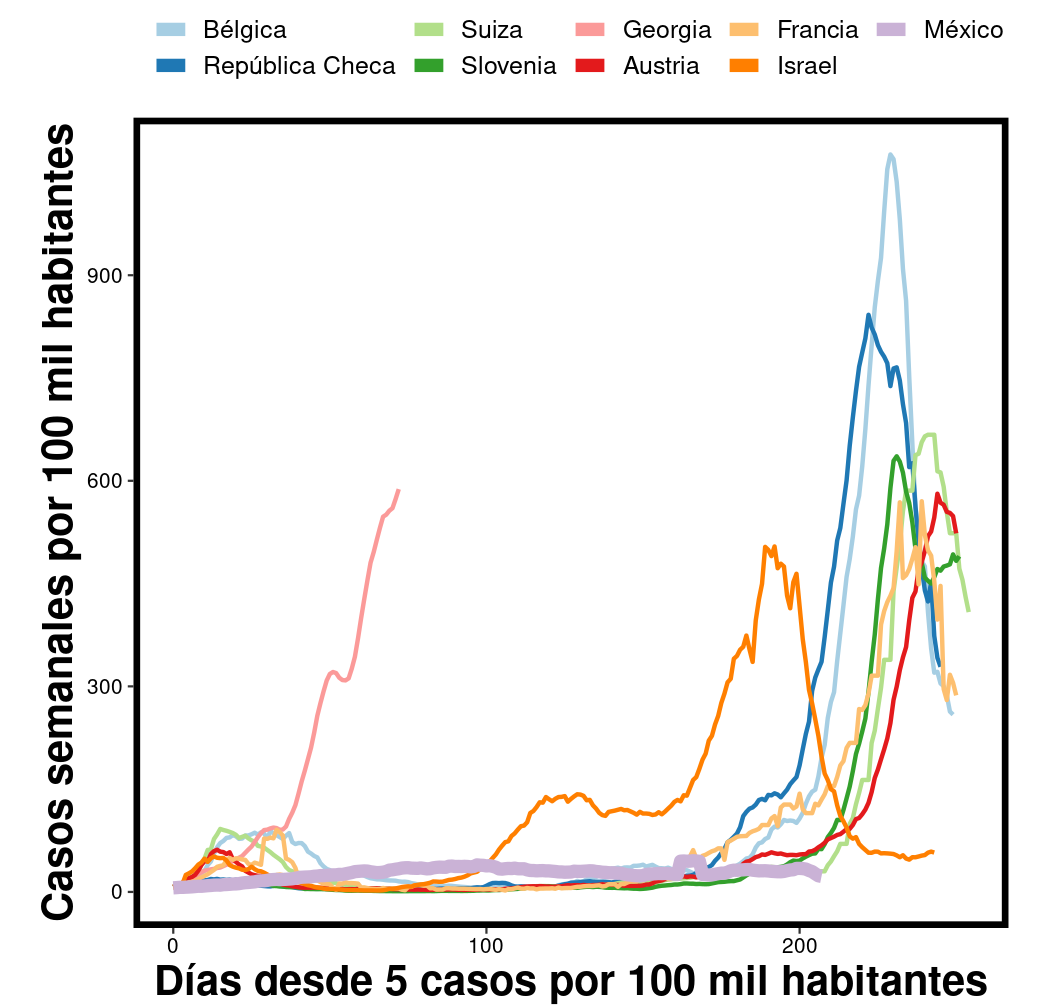 Bélgica Suiza Georgia Francia México
República Checa Slovenia Austria Israel
Casos semanales por 100 mil habitantes
900
600
300
0
0 100 200
Días desde 5 casos por 100 mil habitantes